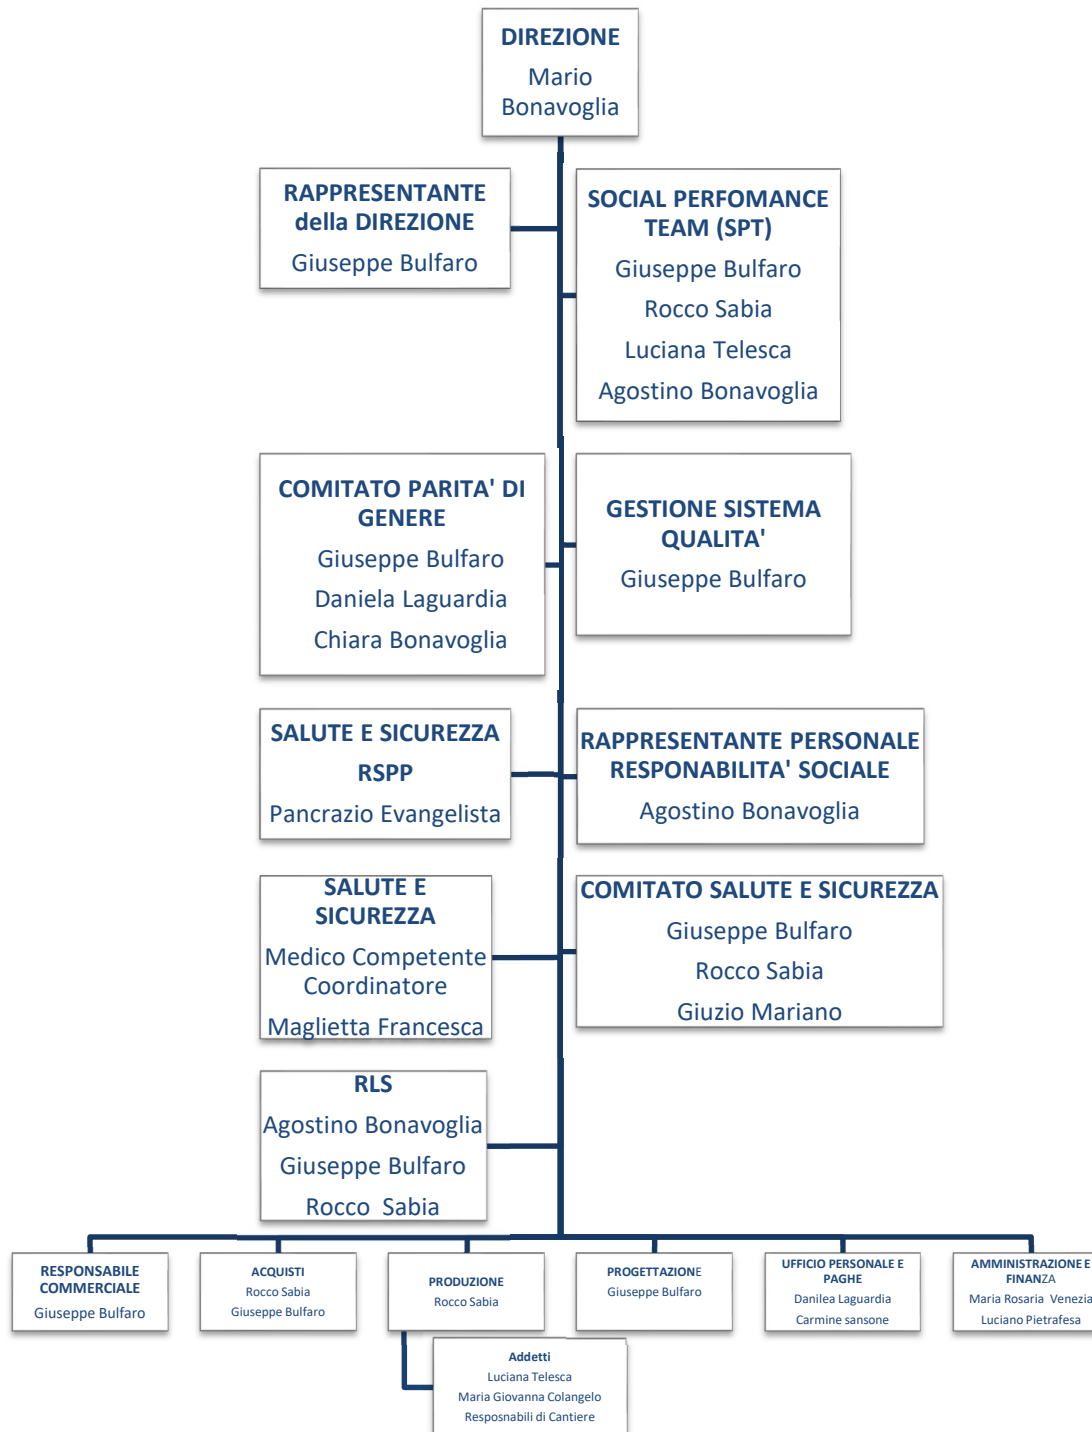 DIREZIONE
Mario
Bonavoglia
RAPPRESENTANTE
della DIREZIONE
Giuseppe Bulfaro
SOCIAL PERFOMANCE
TEAM (SPT)
Giuseppe Bulfaro
Rocco Sabia
Luciana Telesca
Agostino Bonavoglia
COMITATO PARITA' DI
GENERE
Giuseppe Bulfaro
Daniela Laguardia
Chiara Bonavoglia
GESTIONE SISTEMA
QUALITA'
Giuseppe Bulfaro
SALUTE E SICUREZZA
RSPP
Pancrazio Evangelista
RAPPRESENTANTE PERSONALE
RESPONABILITA' SOCIALE
Agostino Bonavoglia
SALUTE E
SICUREZZA
Medico Competente
Coordinatore
Maglietta Francesca
COMITATO SALUTE E SICUREZZA
Giuseppe Bulfaro
Rocco Sabia
Giuzio Mariano
RLS
Agostino Bonavoglia
Giuseppe Bulfaro
Rocco Sabia
RESPONSABILE
COMMERCIALE
Giuseppe Bulfaro
ACQUISTI
Rocco Sabia
Giuseppe Bulfaro
PRODUZIONE
Rocco Sabia
PROGETTAZIONE
Giuseppe Bulfaro
UFFICIO PERSONALE E
PAGHE
Danilea Laguardia
Carmine sansone
AMMINISTRAZIONE E
FINANZA
Maria Rosaria Venezia
Luciano Pietrafesa
Addetti
Luciana Telesca
Maria Giovanna Colangelo
Resposnabili di Cantiere